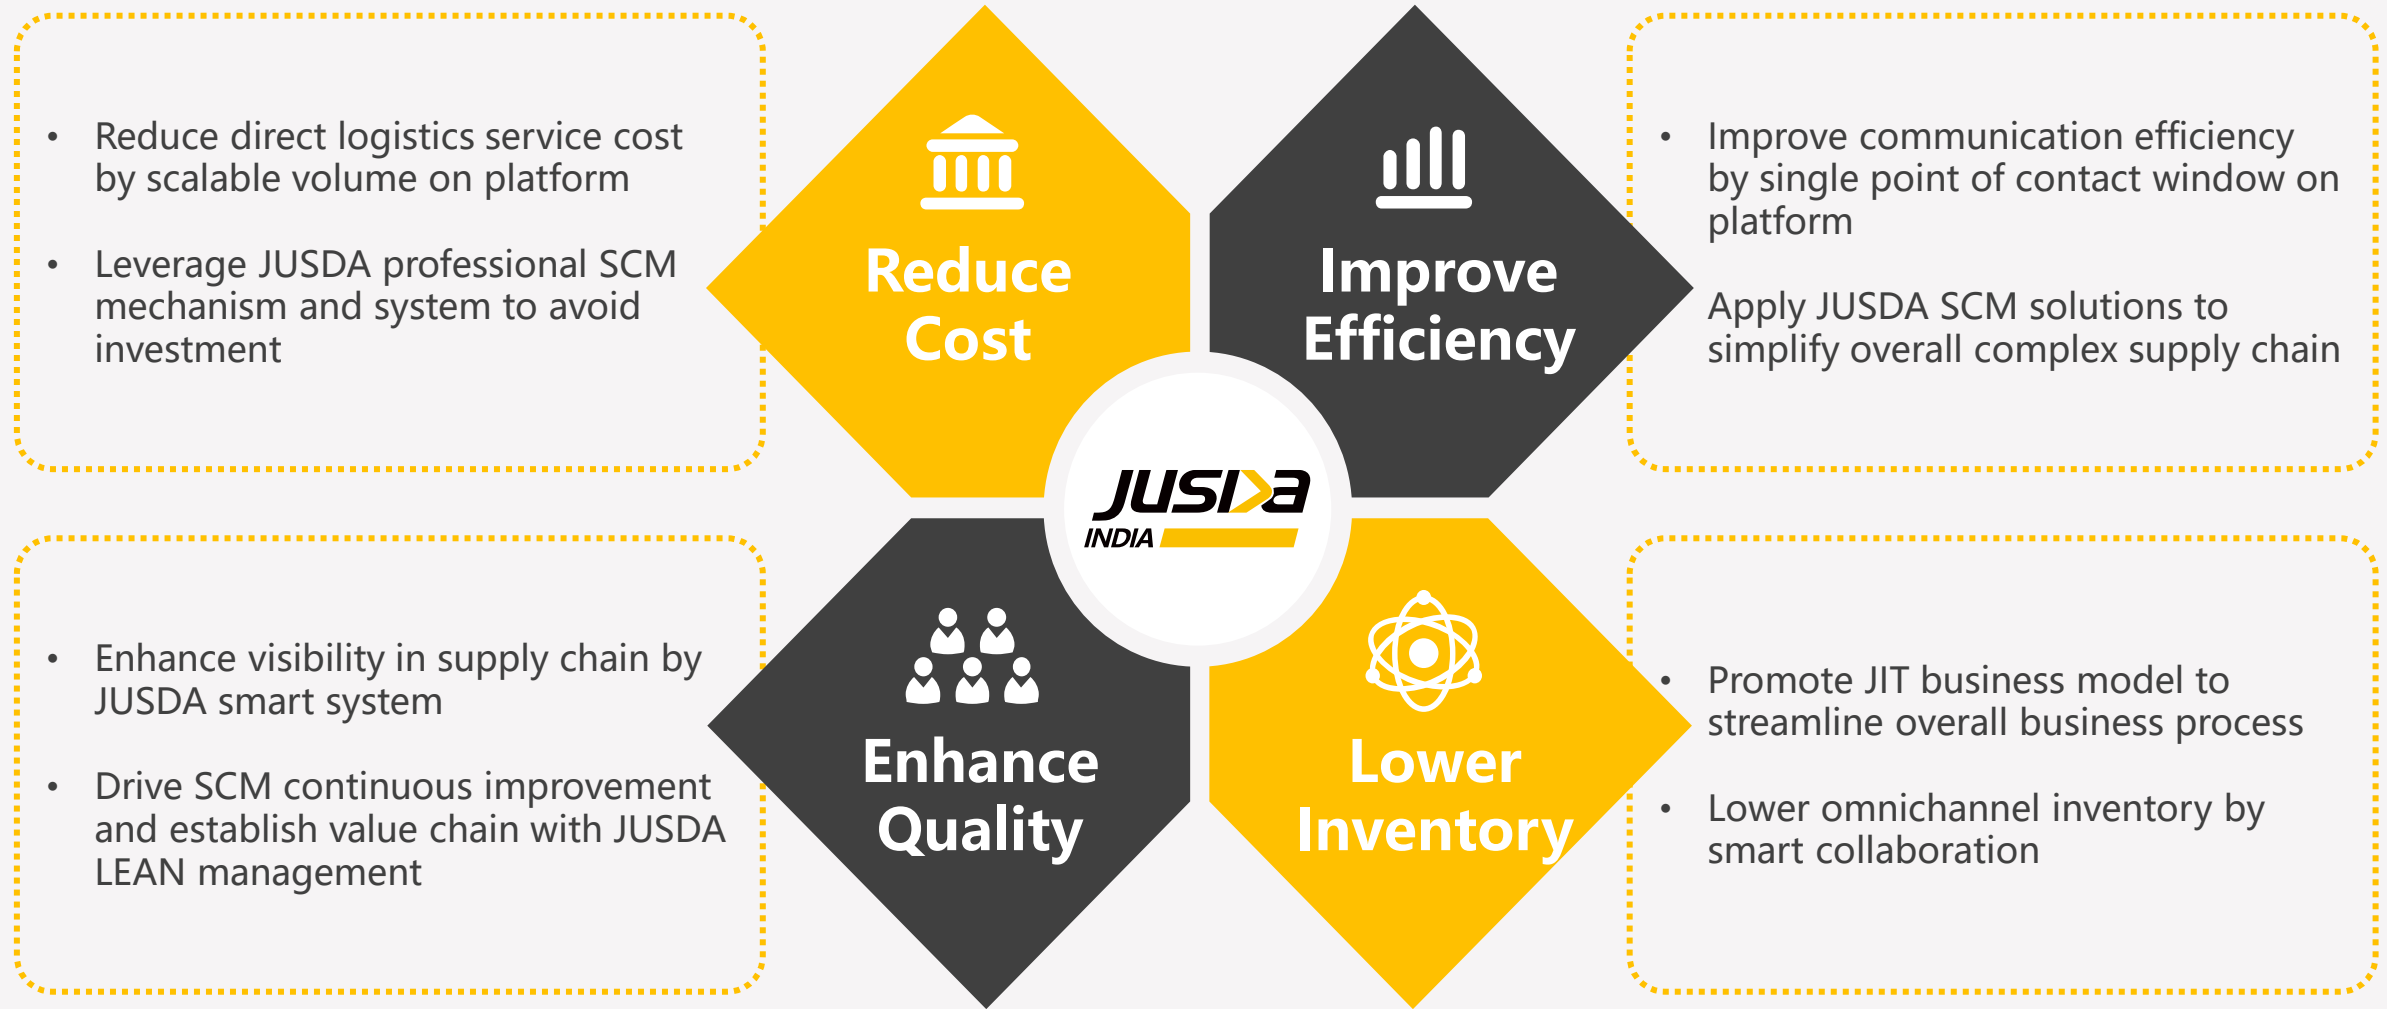 • Reduce direct logistics service cost
by scalable volume on platform
• Leverage JUSDA professional SCM
mechanism and system to avoid
investment
Reduce
Cost
Improve
Efficiency
• Improve communication efficiency
by single point of contact window on
platform
Apply JUSDA SCM solutions to
simplify overall complex supply chain
JUSDA
INDIA
• Enhance visibility in supply chain by
JUSDA smart system
• Drive SCM continuous improvement
and establish value chain with JUSDA
LEAN management
Enhance
Quality
Lower
Inventory
• Promote JIT business model to
streamline overall business process
• Lower omnichannel inventory by
smart collaboration